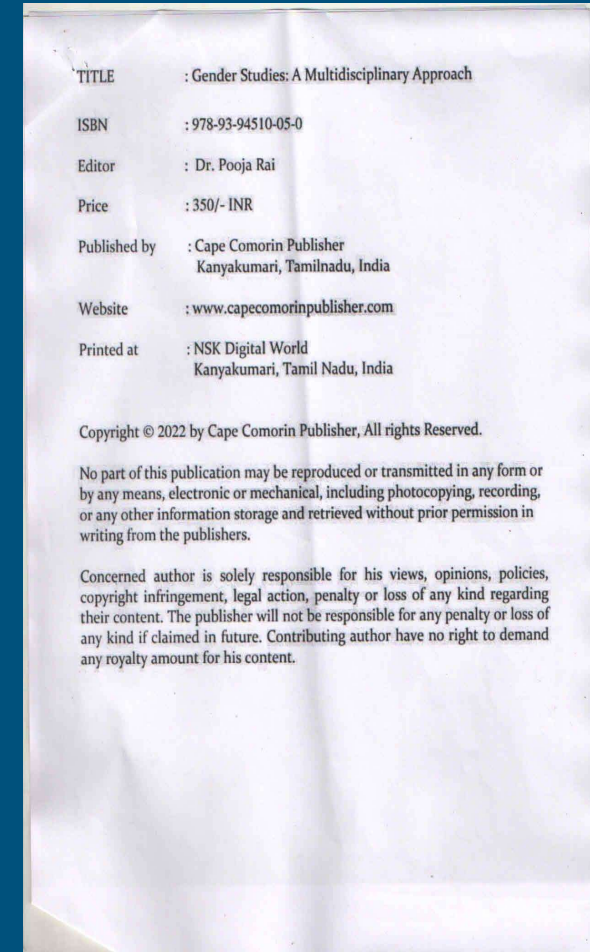 TITLE : Gender Studies: A Multidisciplinary Approach
ISBN : 978-93-94510-05-0
Editor : Dr. Pooja Rai
Price : 350/- INR
Published by : Cape Comorin Publisher
Kanyakumari, Tamilnadu, India
Website : www.capecomorinpublisher.com
Printed at : NSK Digital World
Kanyakumari, Tamil Nadu, India
Copyright © 2022 by Cape Comorin Publisher, All rights Reserved.
No part of this publication may be reproduced or transmitted in any form or
by any means, electronic or mechanical, including photocopying, recording,
or any other information storage and retrieved without prior permission in
writing from the publishers.
Concerned author is solely responsible for his views, opinions, policies,
copyright infringement, legal action, penalty or loss of any kind regarding
their content. The publisher will not be responsible for any penalty or loss of
any kind if claimed in future. Contributing author have no right to demand
any royalty amount for his content.